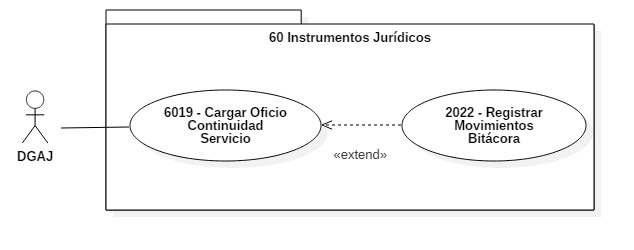 60 Instrumentos Jurídicos
6019 - Cargar Oficio
Continuidad
Servicio
2022 - Registrar
Movimientos
Bitácora
«extend»
DGAJ